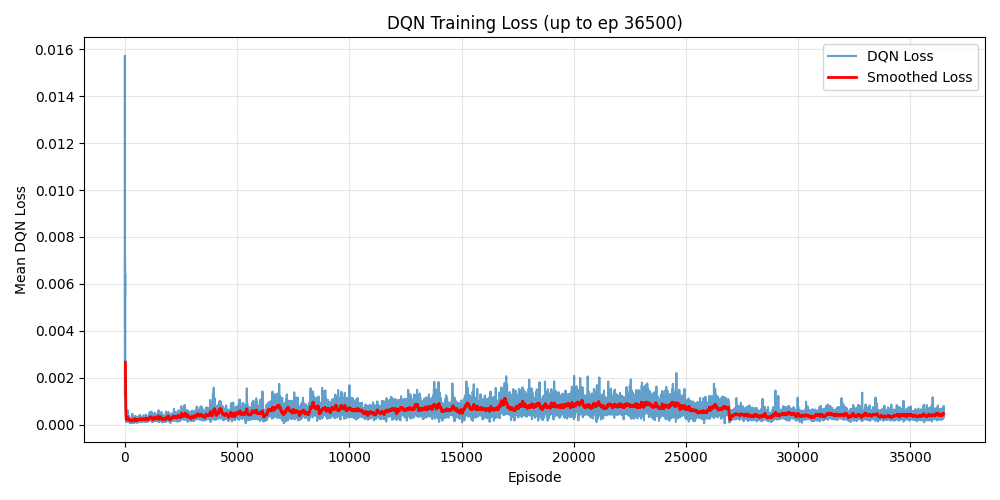 DQN Training Loss (up to ep 36500)
DQN Loss
Smoothed Loss
Mean DQN Loss
0.016
0.014
0.012
0.010
0.008
0.006
0.004
0.002
0.000
0 5000 10000 15000 20000 25000 30000 35000
Episode